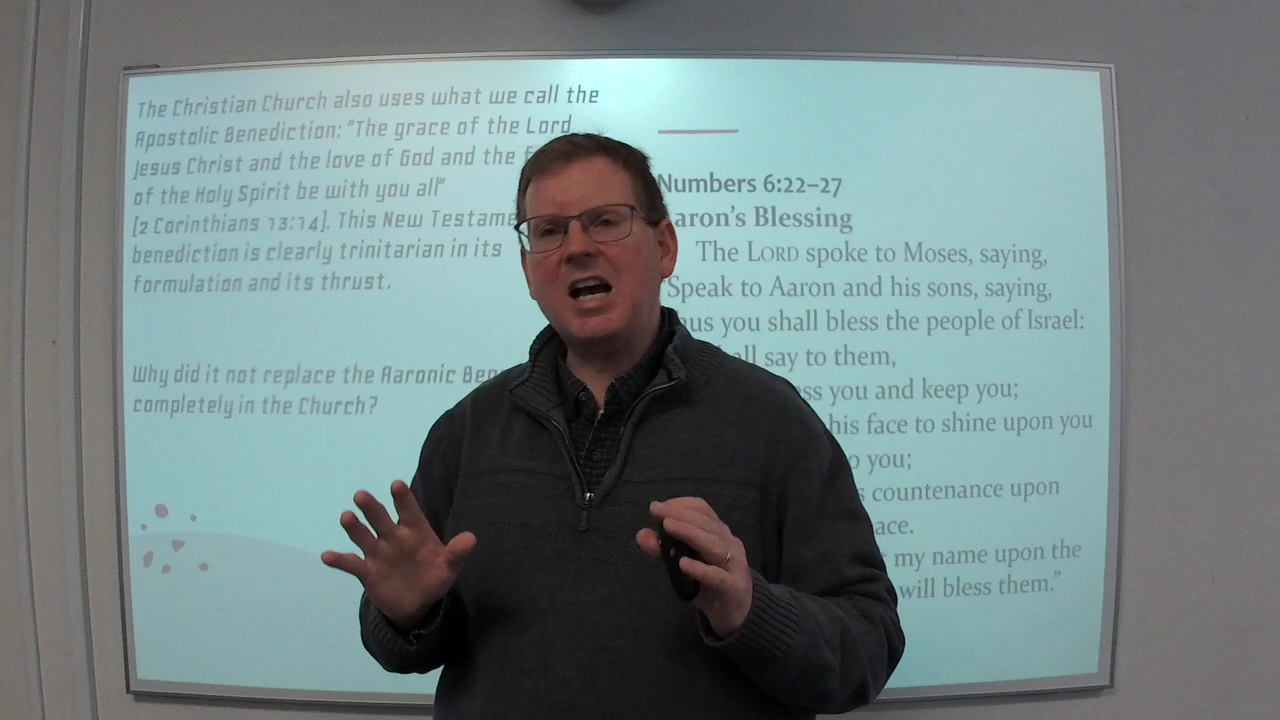 The Christian Church also uses what we call the
Apostolic Benediction: “The grace of the Lord
Jesus Christ and the love of God and the
of the Holy Spirit be with you all”
[2 Corinthians 13:14]. This New
benediction is clearly trinitarian in its
formulation and its thrust.
Why did it not replace the Aaronic
completely in the Church?
Numbers 6:22–27
Blessing
The LORD spoke to Moses, saying,
“Speak to Aaron and his sons, saying,
you shall bless the people of Israel:
say to them,
you and keep you;
his face to shine upon you
you;
countenance upon
my name upon the
will bless them.”